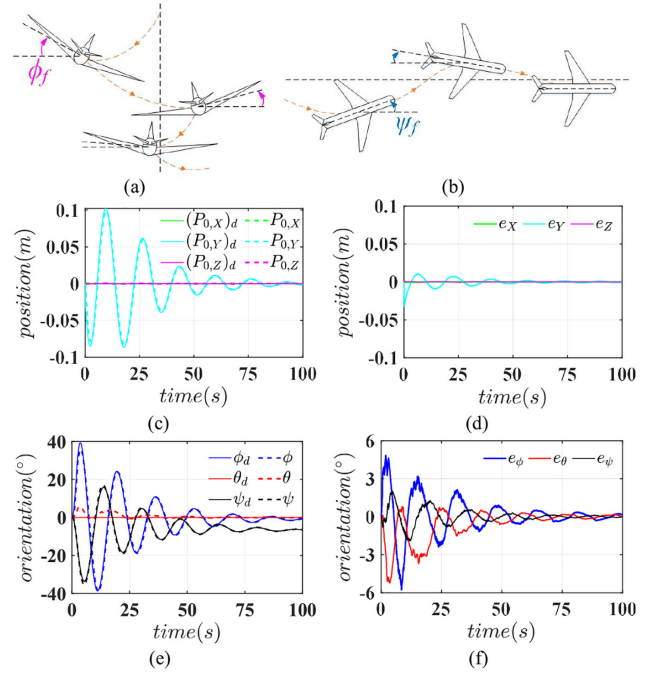 ϕ_f
ψ_f
(a)
(b)
position(m)
0.1
0.05
0
-0.05
-0.1
(P_{0,X})_d P_{0,X}
(P_{0,Y})_d P_{0,Y}
(P_{0,Z})_d P_{0,Z}
0 25 50 75 100
time(s)
(c)
position(m)
0.1
0.05
0
-0.05
-0.1
e_X e_Y e_Z
0 25 50 75 100
time(s)
(d)
orientation(°)
40
20
0
-20
-40
ϕ_d ϕ
θ_d θ
ψ_d ψ
0 25 50 75 100
time(s)
(e)
orientation(°)
6
3
0
-3
-6
e_ϕ e_θ e_ψ
0 25 50 75 100
time(s)
(f)